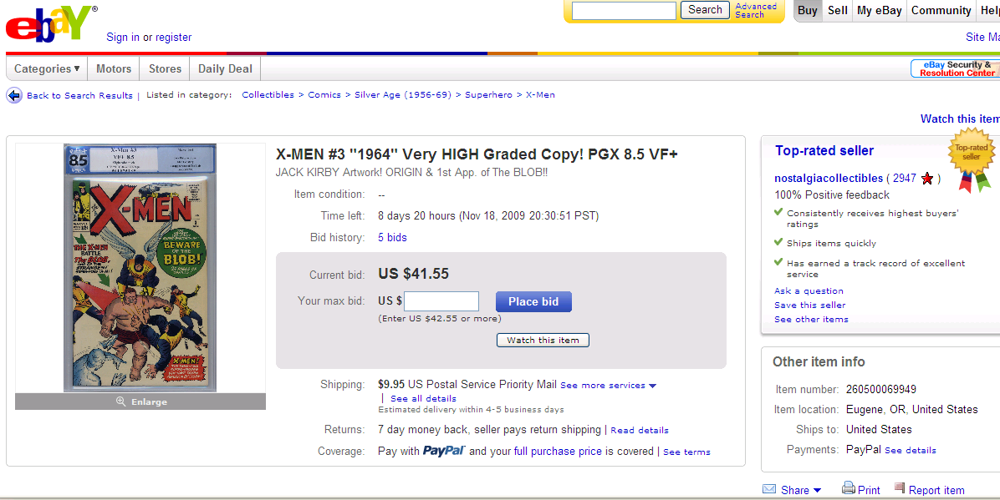 ebaY®
Sign in or register
Search
Advanced Search
Buy
Sell
My eBay
Community
Help
Site Ma
Categories ▾
Motors
Stores
Daily Deal
eBay Security &
Resolution Center
Back to Search Results | Listed in category: Collectibles > Comics > Silver Age (1956-69) > Superhero > X-Men
Watch this item
8.5
X-Men #3
VF+ 8.5
X-MEN
THE X-MEN
BATTLE
The BLOB,
BEWARE
OF THE
BLOB!
Enlarge
X-MEN #3 "1964" Very HIGH Graded Copy! PGX 8.5 VF+
JACK KIRBY Artwork! ORIGIN & 1st App. of The BLOB!!
Item condition: --
Time left: 8 days 20 hours (Nov 18, 2009 20:30:51 PST)
Bid history: 5 bids
Current bid: US $41.55
Your max bid: US $
Place bid
(Enter US $42.55 or more)
Watch this item
Shipping: $9.95 US Postal Service Priority Mail See more services ▾
| See all details
Estimated delivery within 4-5 business days
Returns: 7 day money back, seller pays return shipping | Read details
Coverage: Pay with PayPal and your full purchase price is covered | See terms
Top-rated seller
Top-rated
seller
nostalgiacollectibles ( 2947 ★ )
100% Positive feedback
Consistently receives highest buyers'
ratings
Ships items quickly
Has earned a track record of excellent
service
Ask a question
Save this seller
See other items
Other item info
Item number: 260500069949
Item location: Eugene, OR, United States
Ships to: United States
Payments: PayPal See details
Share ▾
Print
Report item